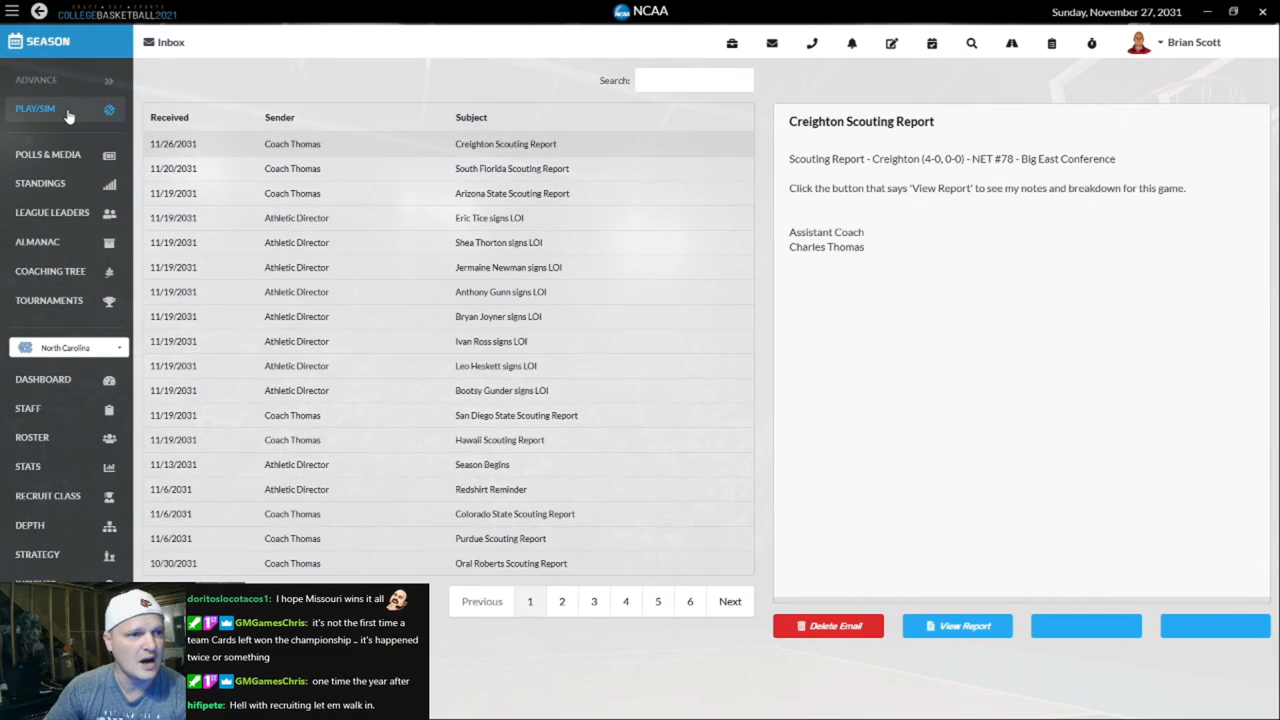 DRAFT DAY SPORTS
COLLEGEBASKETBALL2021
NCAA
Sunday, November 27, 2031
SEASON
Inbox
Brian Scott
ADVANCE
PLAY/SIM
POLLS & MEDIA
STANDINGS
LEAGUE LEADERS
ALMANAC
COACHING TREE
TOURNAMENTS
North Carolina
DASHBOARD
STAFF
ROSTER
STATS
RECRUIT CLASS
DEPTH
STRATEGY
Search:
Received Sender Subject
11/26/2031 Coach Thomas Creighton Scouting Report
11/20/2031 Coach Thomas South Florida Scouting Report
11/19/2031 Coach Thomas Arizona State Scouting Report
11/19/2031 Athletic Director Eric Tice signs LOI
11/19/2031 Athletic Director Shea Thorton signs LOI
11/19/2031 Athletic Director Jermaine Newman signs LOI
11/19/2031 Athletic Director Anthony Gunn signs LOI
11/19/2031 Athletic Director Bryan Joyner signs LOI
11/19/2031 Athletic Director Ivan Ross signs LOI
11/19/2031 Athletic Director Leo Heskett signs LOI
11/19/2031 Athletic Director Bootsy Gunder signs LOI
11/19/2031 Coach Thomas San Diego State Scouting Report
11/19/2031 Coach Thomas Hawaii Scouting Report
11/13/2031 Athletic Director Season Begins
11/6/2031 Athletic Director Redshirt Reminder
11/6/2031 Coach Thomas Colorado State Scouting Report
11/6/2031 Coach Thomas Purdue Scouting Report
10/30/2031 Coach Thomas Oral Roberts Scouting Report
Previous 1 2 3 4 5 6 Next
Creighton Scouting Report
Scouting Report - Creighton (4-0, 0-0) - NET #78 - Big East Conference
Click the button that says 'View Report' to see my notes and breakdown for this game.
Assistant Coach
Charles Thomas
Delete Email
View Report
doritoslocotacos1: I hope Missouri wins it all
GMGamesChris: it's not the first time a
team Cards left won the championship .. it's happened
twice or something
GMGamesChris: one time the year after
hifipete: Hell with recruiting let em walk in.